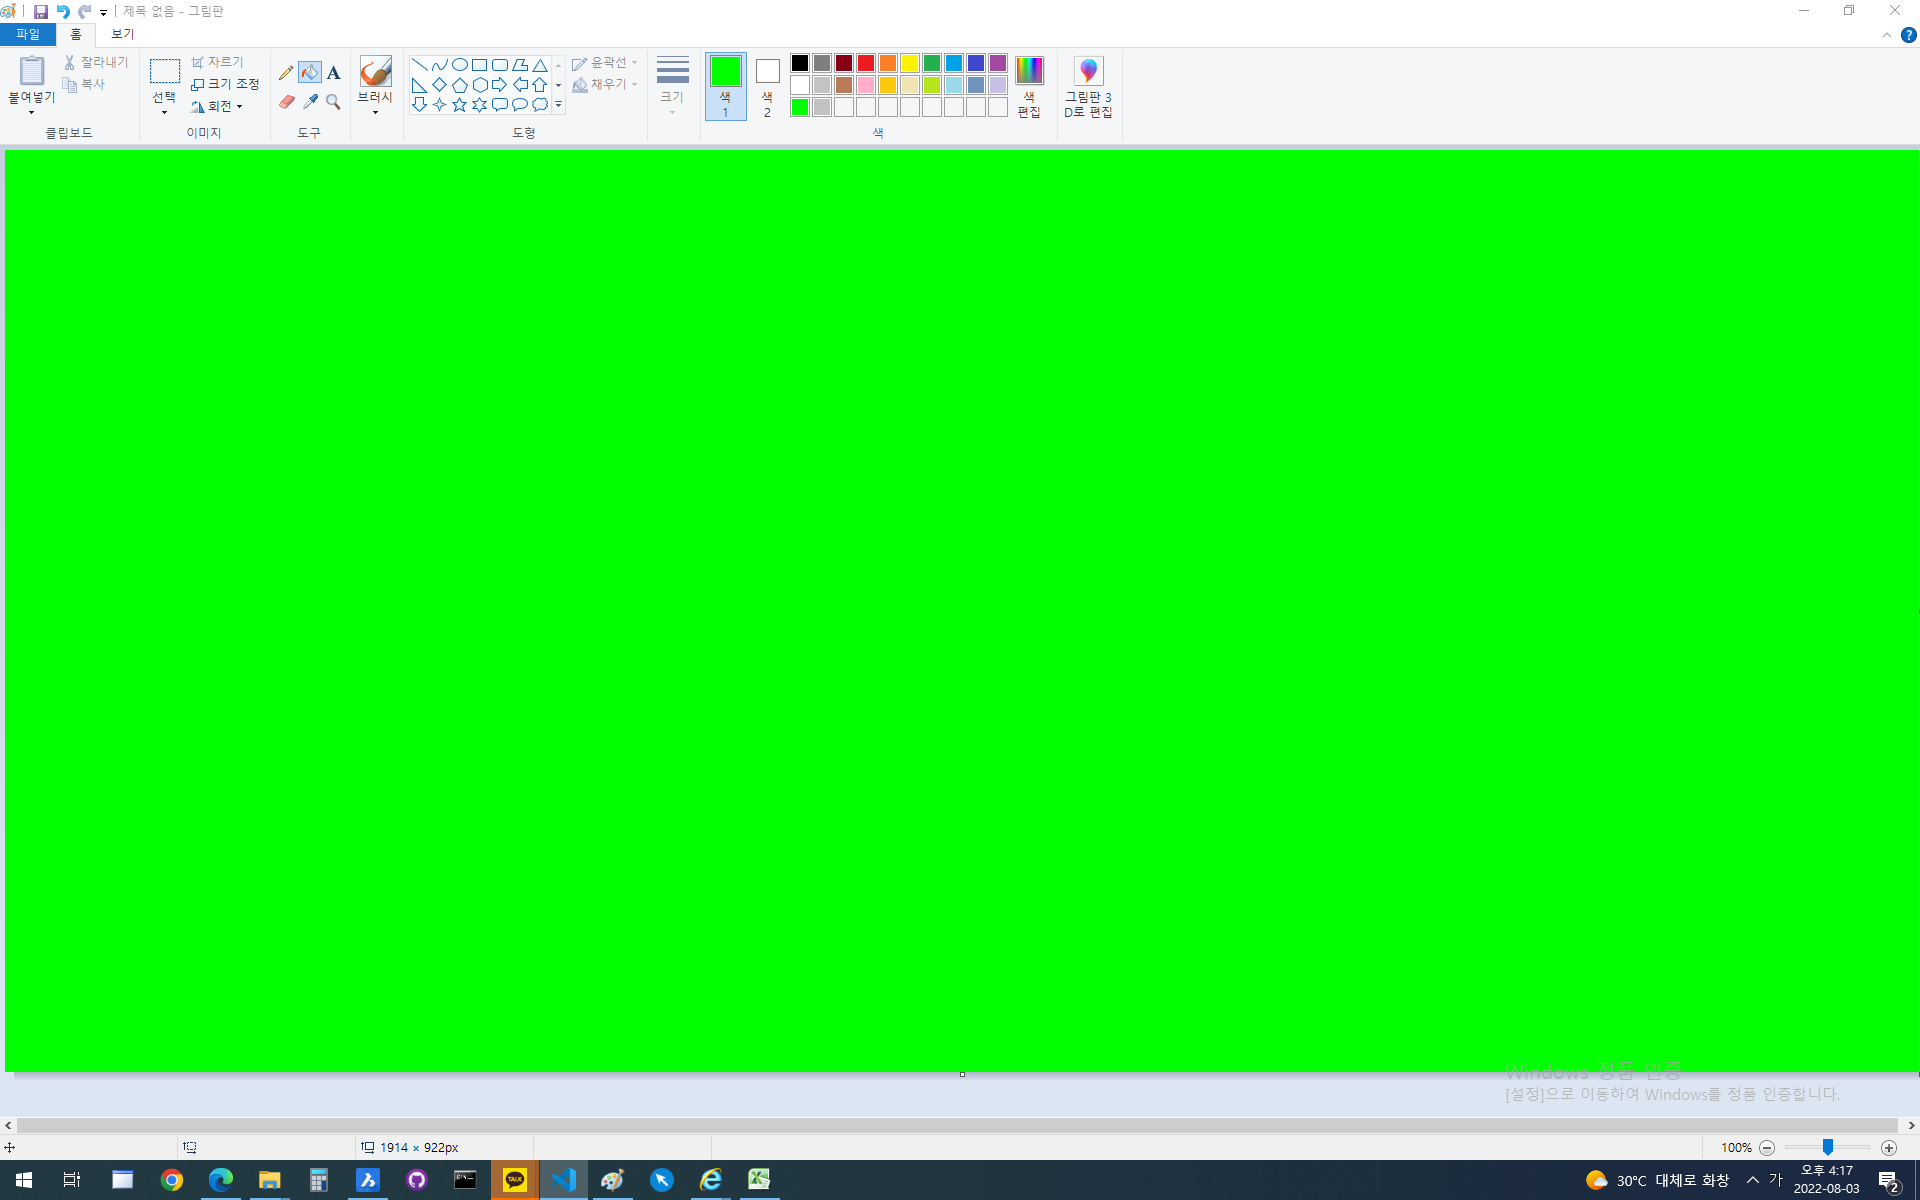 제목 없음 - 그림판
파일
홈
보기
붙여넣기
잘라내기
복사
클립보드
선택
자르기
크기 조정
회전
이미지
A
도구
브러시
윤곽선
채우기
도형
크기
색
1
색
2
색
편집
색
그림판 3
D로 편집
Windows 정품 인증
[설정]으로 이동하여 Windows를 정품 인증합니다.
1914 × 922px
100%
TALK
30°C 대체로 화창
가
오후 4:17
2022-08-03
2